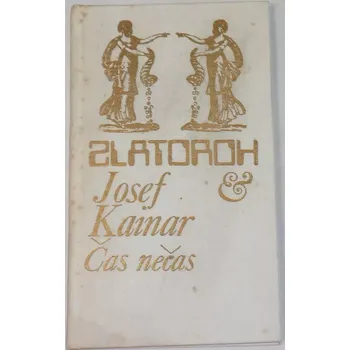 ZLATOROH
Josef &
Kainar
Čas nečas